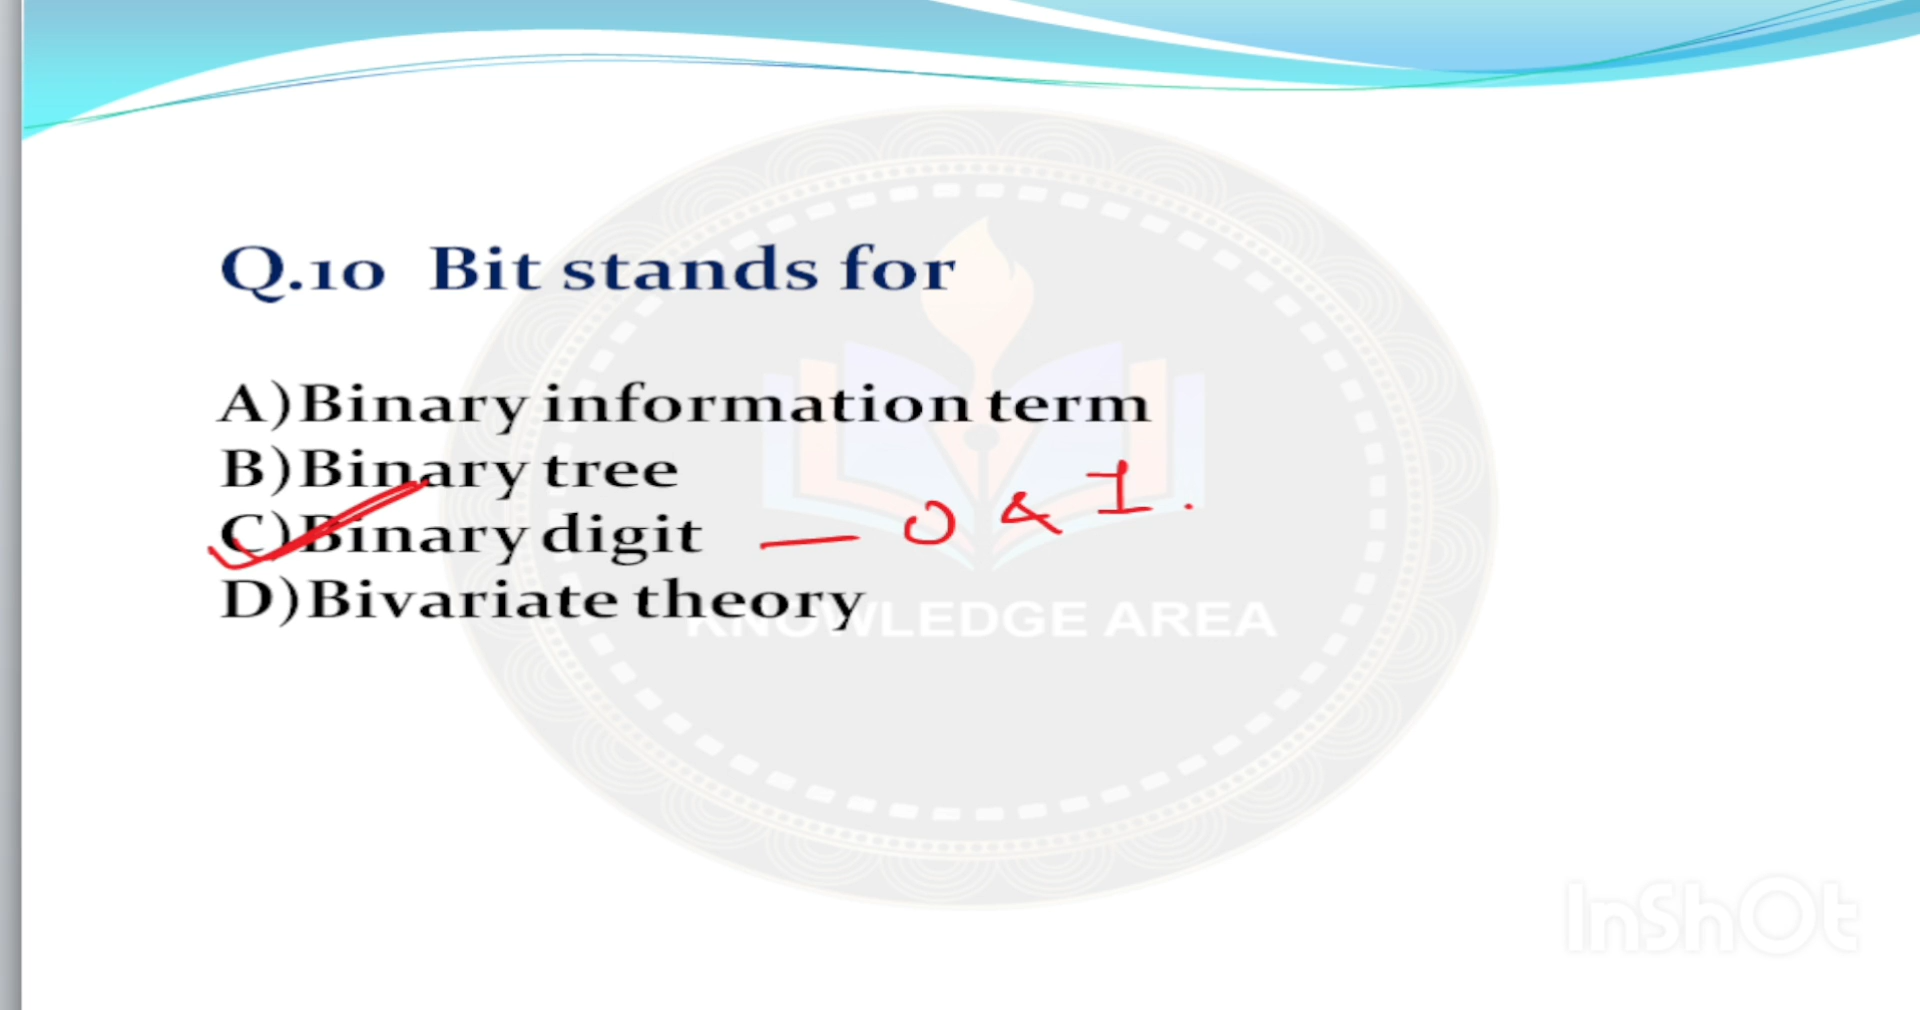 Q.10 Bit stands for
A)Binary information term
B)Binary tree
C)Binary digit — 0 & 1.
D)Bivariate theory
KNOWLEDGE AREA
InShOt